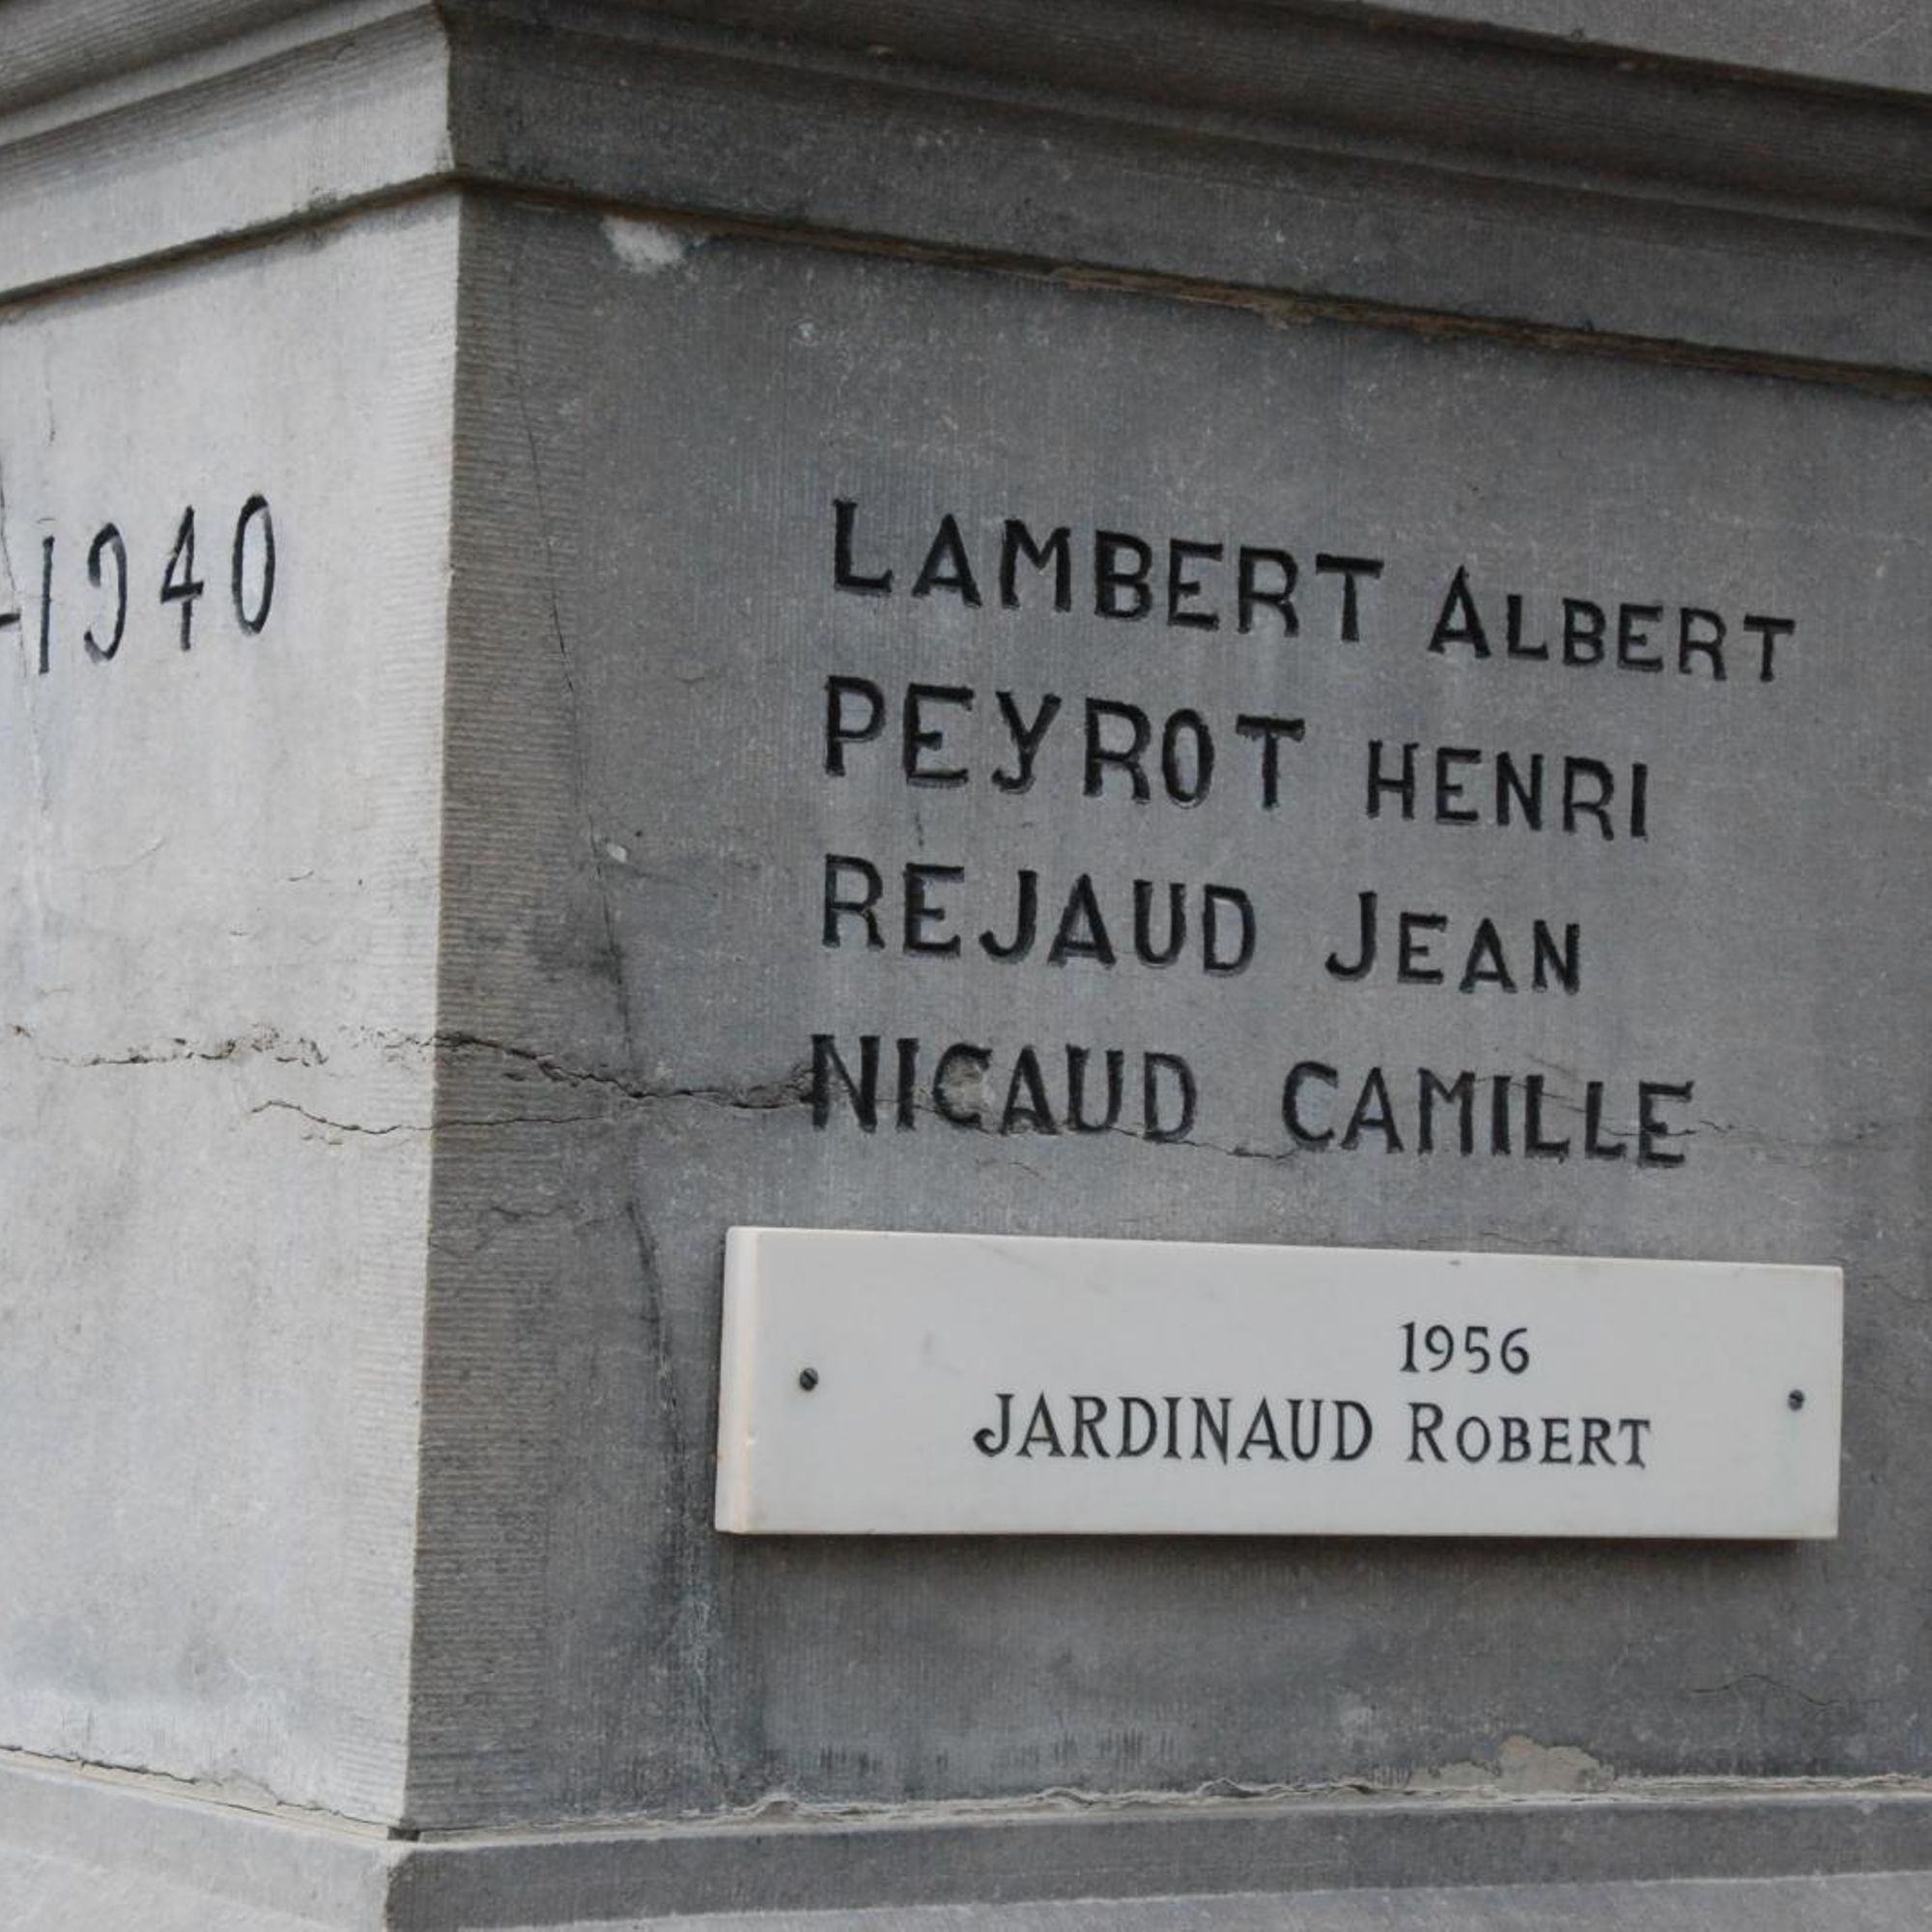 -1940
LAMBERT ALBERT
PEYROT HENRI
REJAUD JEAN
NICAUD CAMILLE
1956
JARDINAUD ROBERT